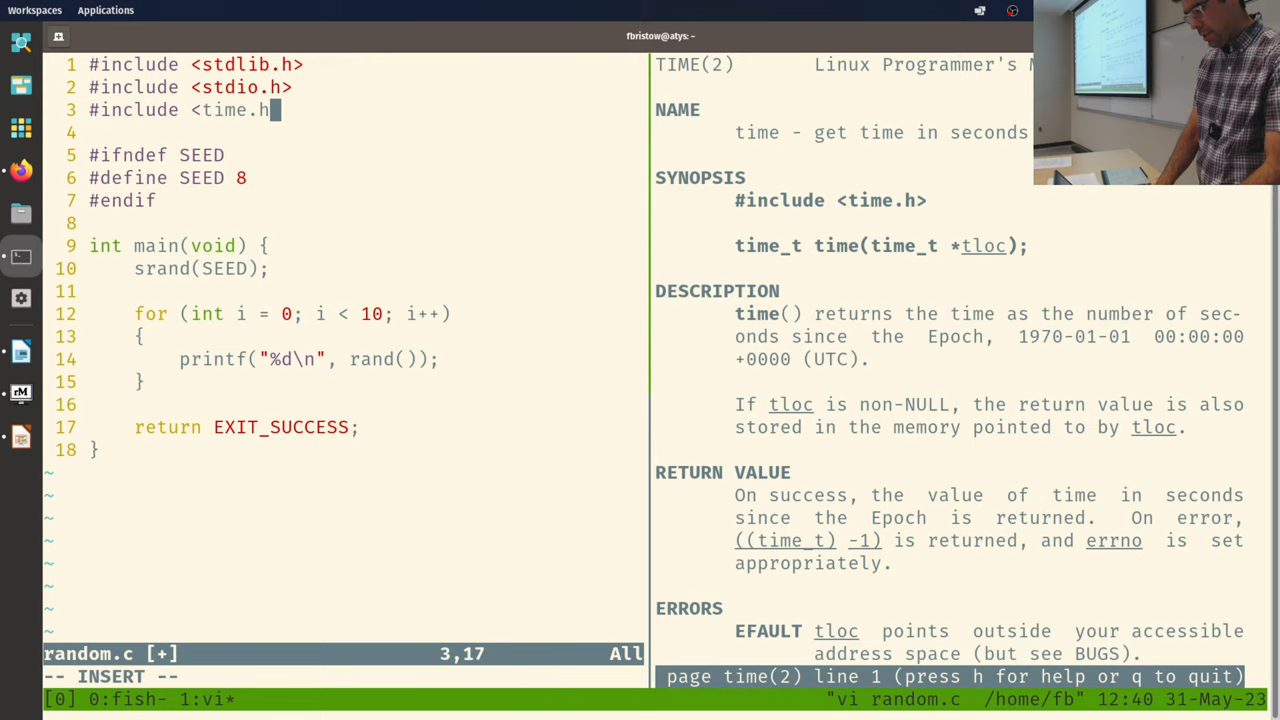 Workspaces Applications
fbristow@atys: ~
1 #include <stdlib.h>
2 #include <stdio.h>
3 #include <time.h
4
5 #ifndef SEED
6 #define SEED 8
7 #endif
8
9 int main(void) {
10     srand(SEED);
11
12     for (int i = 0; i < 10; i++)
13     {
14         printf("%d\n", rand());
15     }
16
17     return EXIT_SUCCESS;
18 }
~
~
~
~
~
~
~
~
random.c [+] 3,17 All
-- INSERT --
TIME(2) Linux Programmer's
NAME
time - get time in seconds
SYNOPSIS
#include <time.h>
time_t time(time_t *tloc);
DESCRIPTION
time() returns the time as the number of sec-
onds since the Epoch, 1970-01-01 00:00:00
+0000 (UTC).
If tloc is non-NULL, the return value is also
stored in the memory pointed to by tloc.
RETURN VALUE
On success, the value of time in seconds
since the Epoch is returned. On error,
((time_t) -1) is returned, and errno is set
appropriately.
ERRORS
EFAULT tloc points outside your accessible
address space (but see BUGS).
page time(2) line 1 (press h for help or q to quit)
[0] 0:fish- 1:vi* "vi random.c /home/fb" 12:40 31-May-23
rM